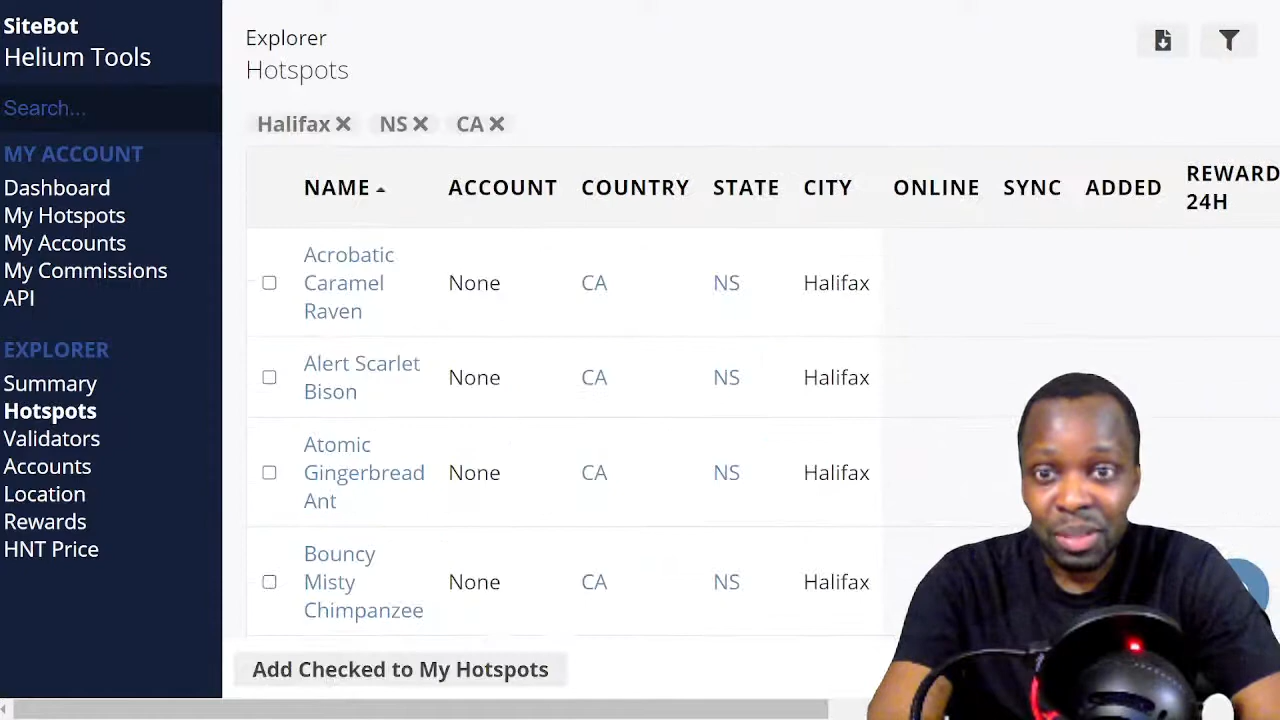 SiteBot
Helium Tools
Search...
MY ACCOUNT
Dashboard
My Hotspots
My Accounts
My Commissions
API
EXPLORER
Summary
Hotspots
Validators
Accounts
Location
Rewards
HNT Price
Explorer
Hotspots
Halifax
NS
CA
NAME ACCOUNT COUNTRY STATE CITY ONLINE SYNC ADDED REWARD
24H
Acrobatic
Caramel
Raven
None CA NS Halifax
Alert Scarlet
Bison
None CA NS Halifax
Atomic
Gingerbread
Ant
None CA NS Halifax
Bouncy
Misty
Chimpanzee
None CA NS Halifax
Add Checked to My Hotspots